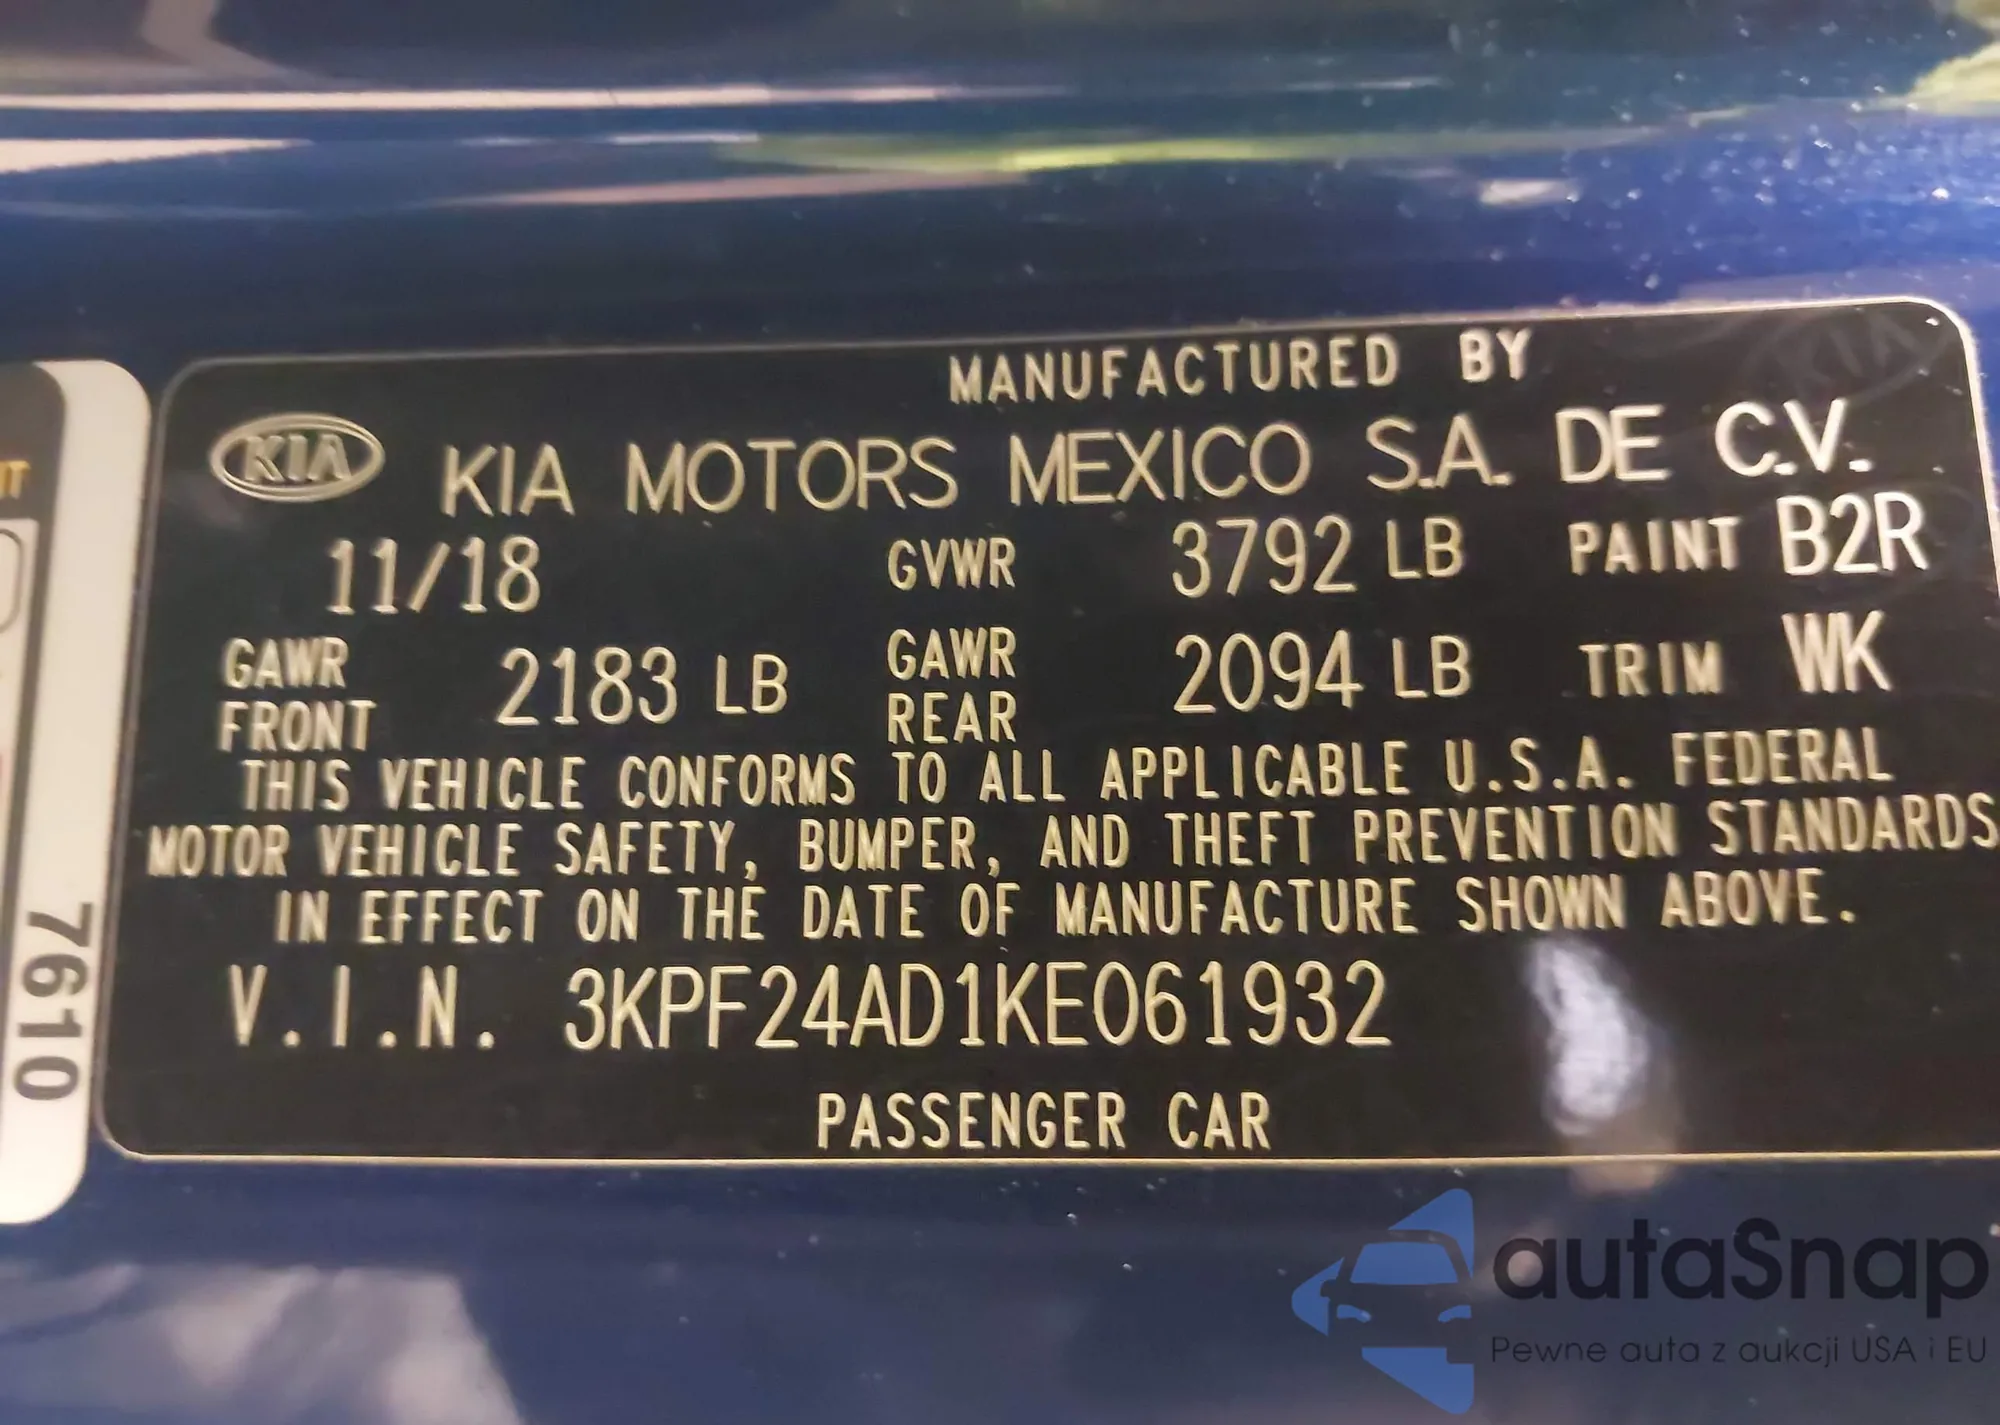 MANUFACTURED BY
KIA KIA MOTORS MEXICO S.A. DE C.V.
11/18 GVWR 3792 LB PAINT B2R
GAWR FRONT 2183 LB GAWR REAR 2094 LB TRIM WK
THIS VEHICLE CONFORMS TO ALL APPLICABLE U.S.A. FEDERAL
MOTOR VEHICLE SAFETY, BUMPER, AND THEFT PREVENTION STANDARDS
IN EFFECT ON THE DATE OF MANUFACTURE SHOWN ABOVE.
V.I.N. 3KPF24AD1KE061932
PASSENGER CAR
7610
autaSnap
Pewne auta z aukcji USA i EU